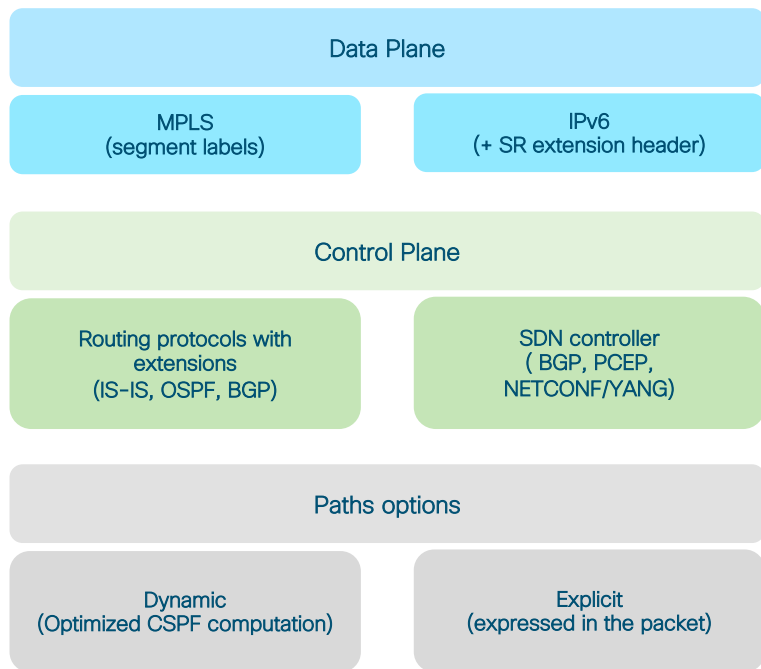 Data Plane
MPLS
(segment labels)
IPv6
(+ SR extension header)
Control Plane
Routing protocols with
extensions
(IS-IS, OSPF, BGP)
SDN controller
( BGP, PCEP,
NETCONF/YANG)
Paths options
Dynamic
(Optimized CSPF computation)
Explicit
(expressed in the packet)